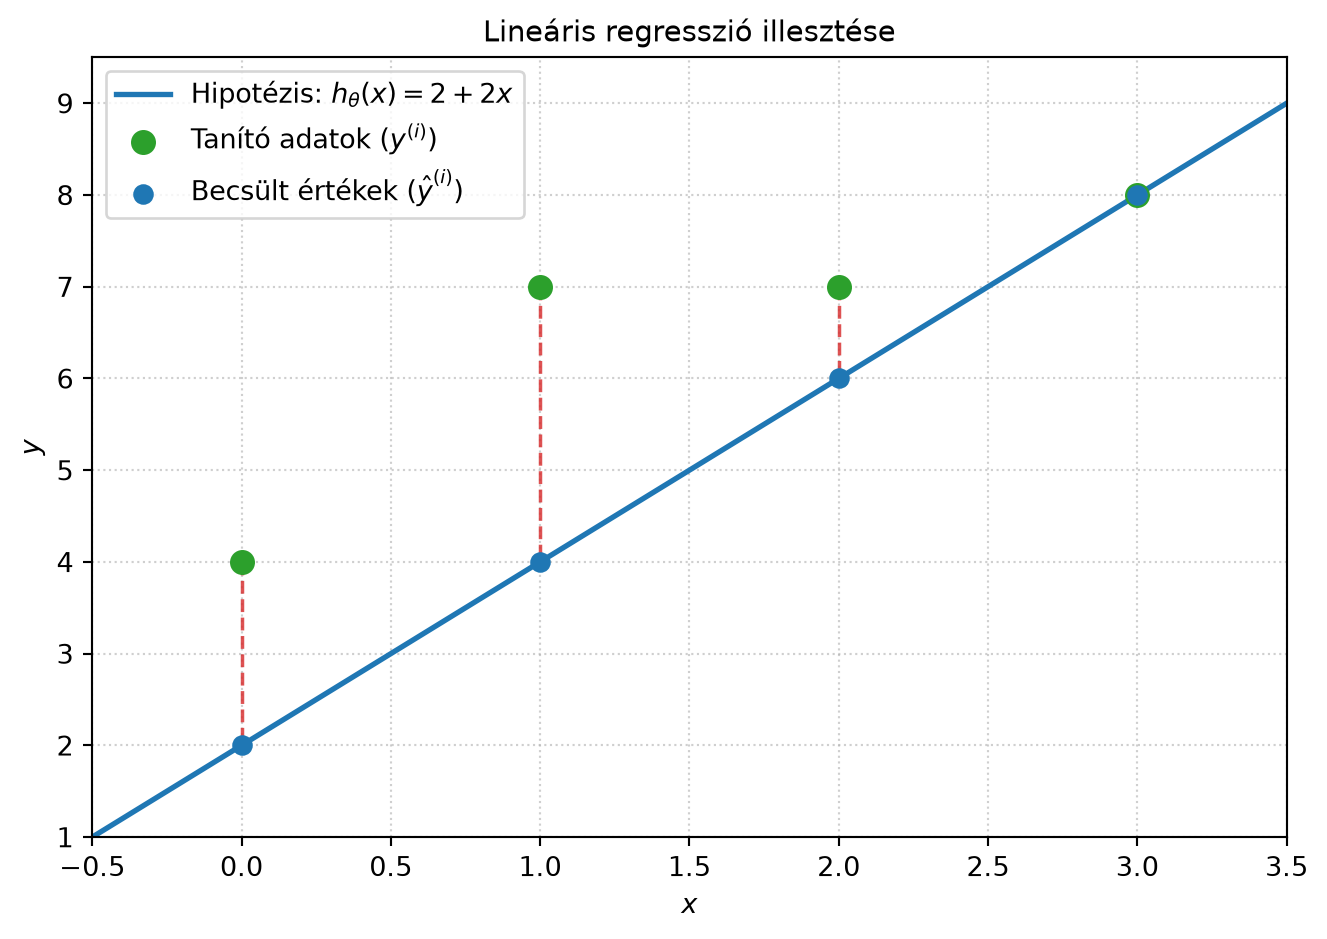 Lineáris regresszió illesztése
Hipotézis: hθ(x) = 2 + 2x
Tanító adatok (y⁽ⁱ⁾)
Becsült értékek (ŷ⁽ⁱ⁾)
y
9
8
7
6
5
4
3
2
1
−0.5 0.0 0.5 1.0 1.5 2.0 2.5 3.0 3.5
x